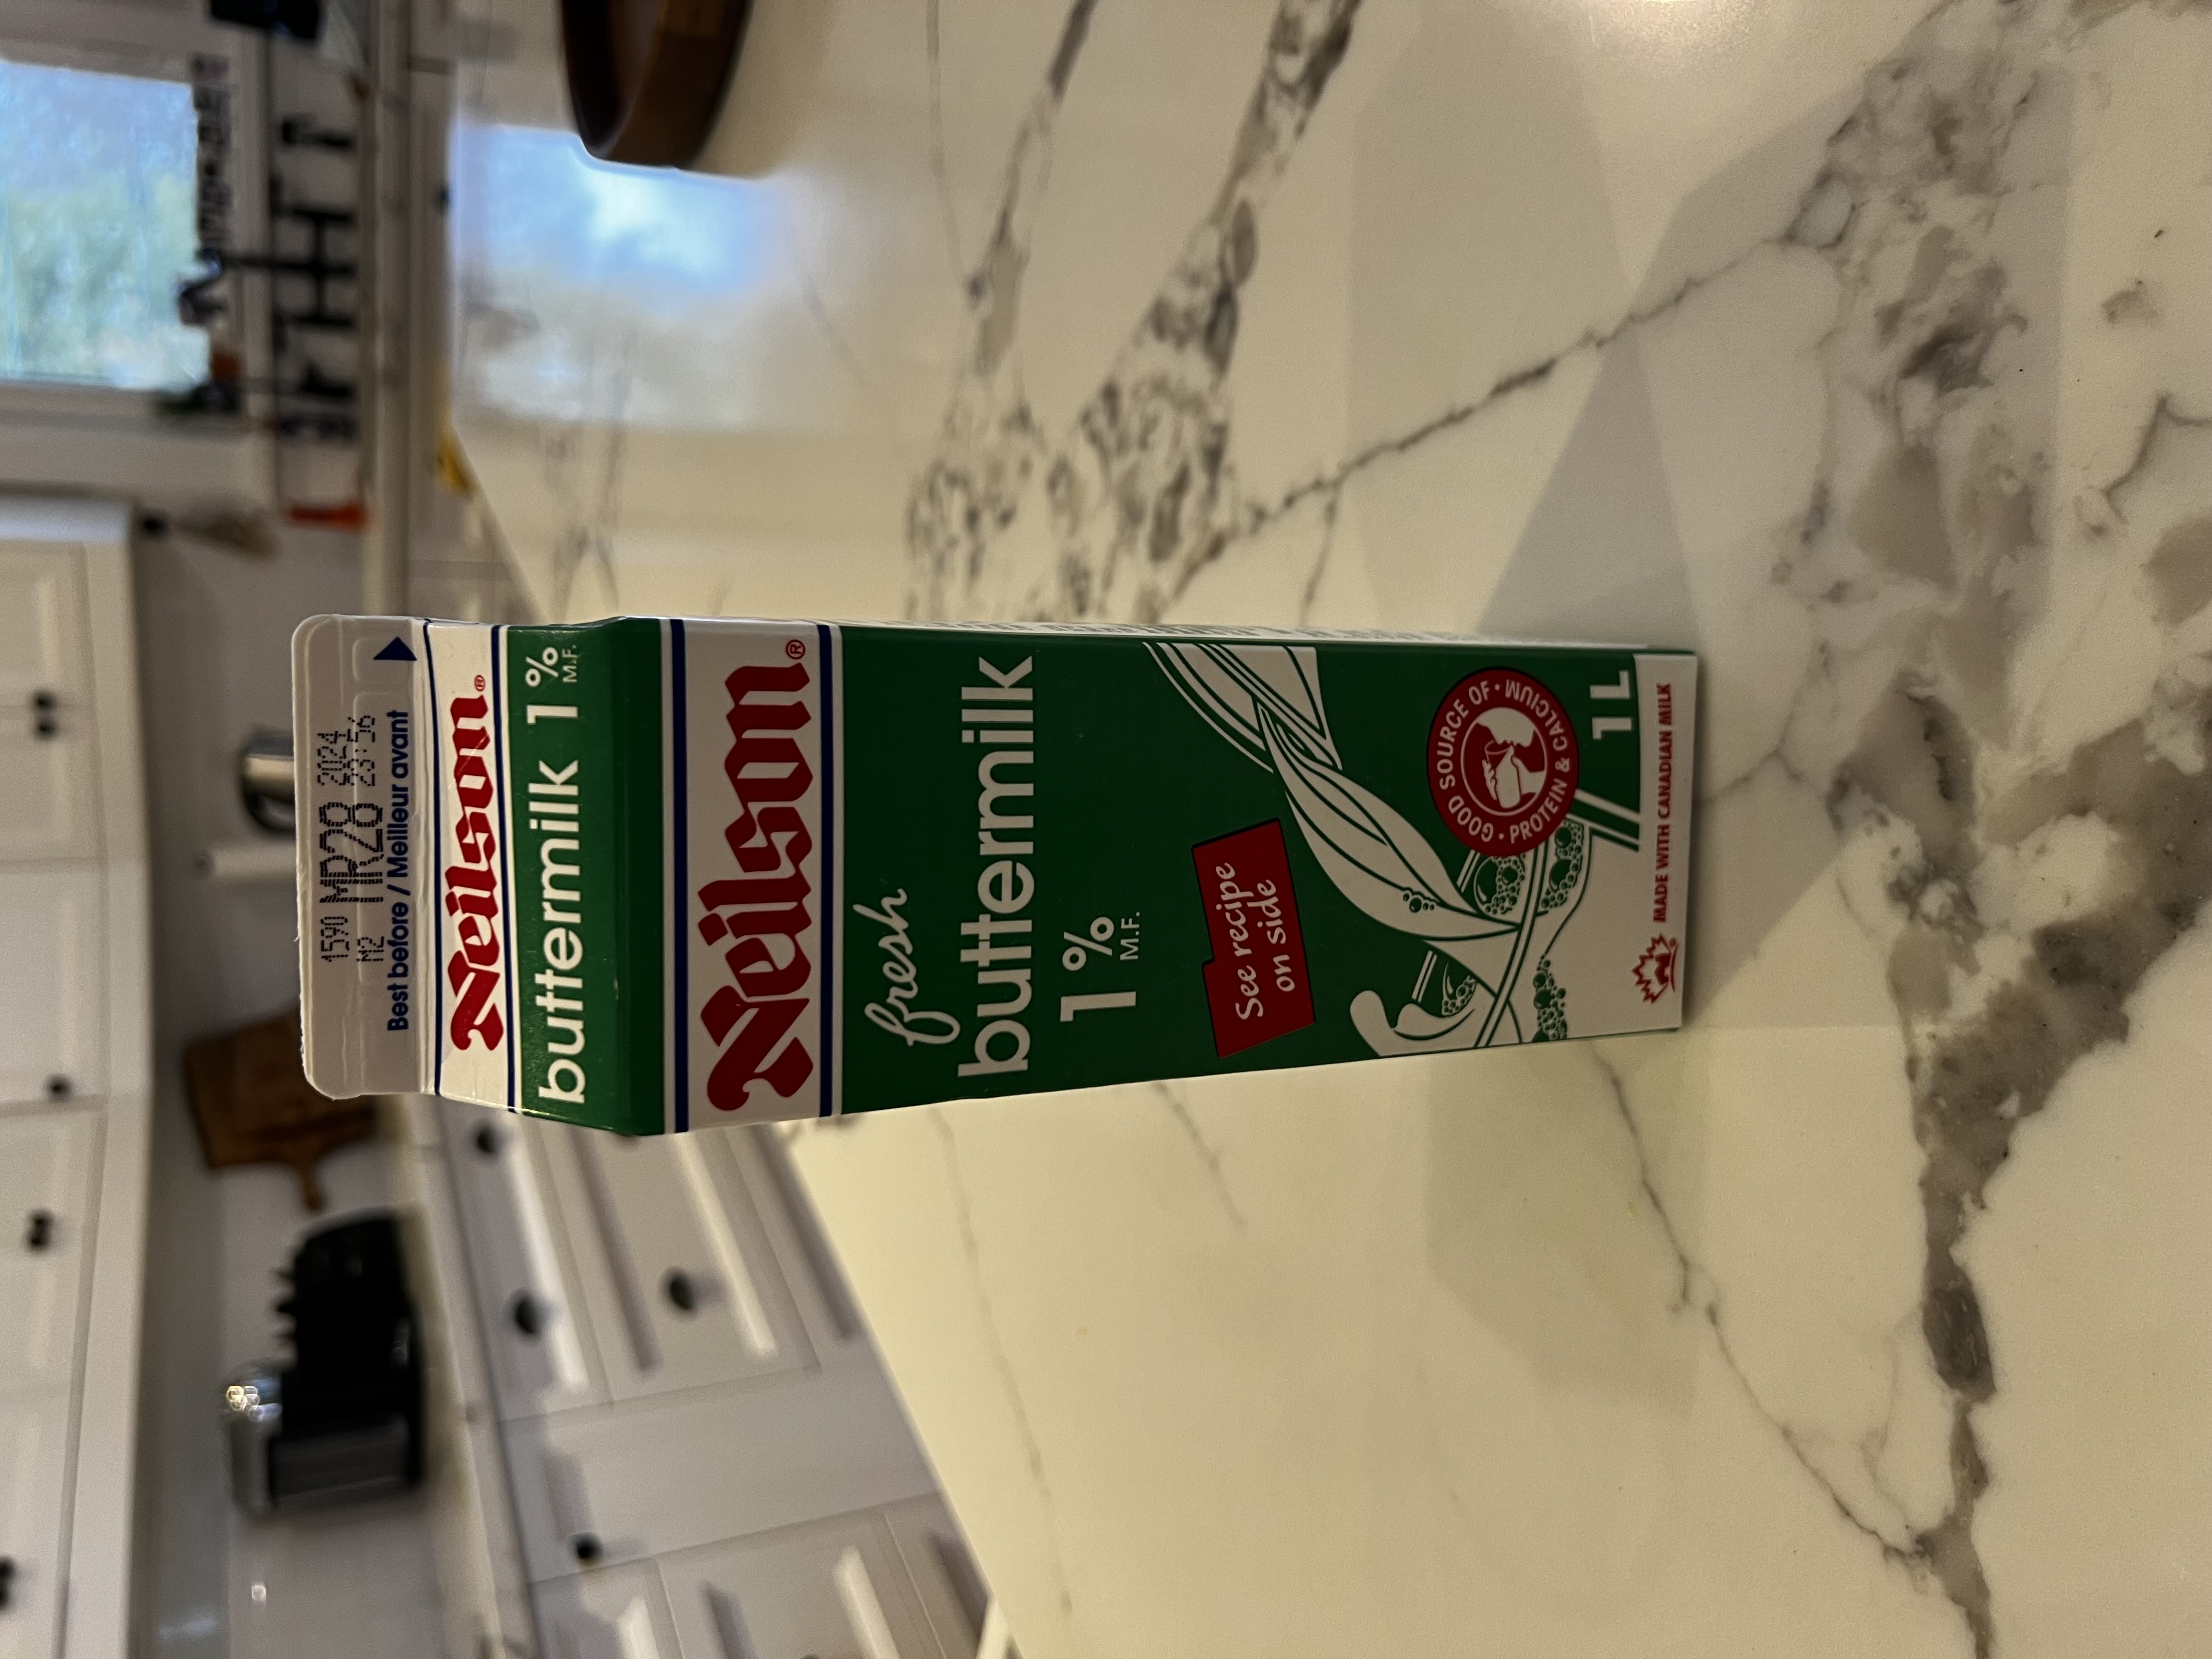 1590 MR28 2024
M2 23:56
Best before / Meilleur avant
Neilson®
buttermilk 1%
M.F.
Neilson®
fresh
buttermilk
1%
M.F.
See recipe
on side
• GOOD SOURCE OF •
PROTEIN & CALCIUM
1 L
MADE WITH CANADIAN MILK